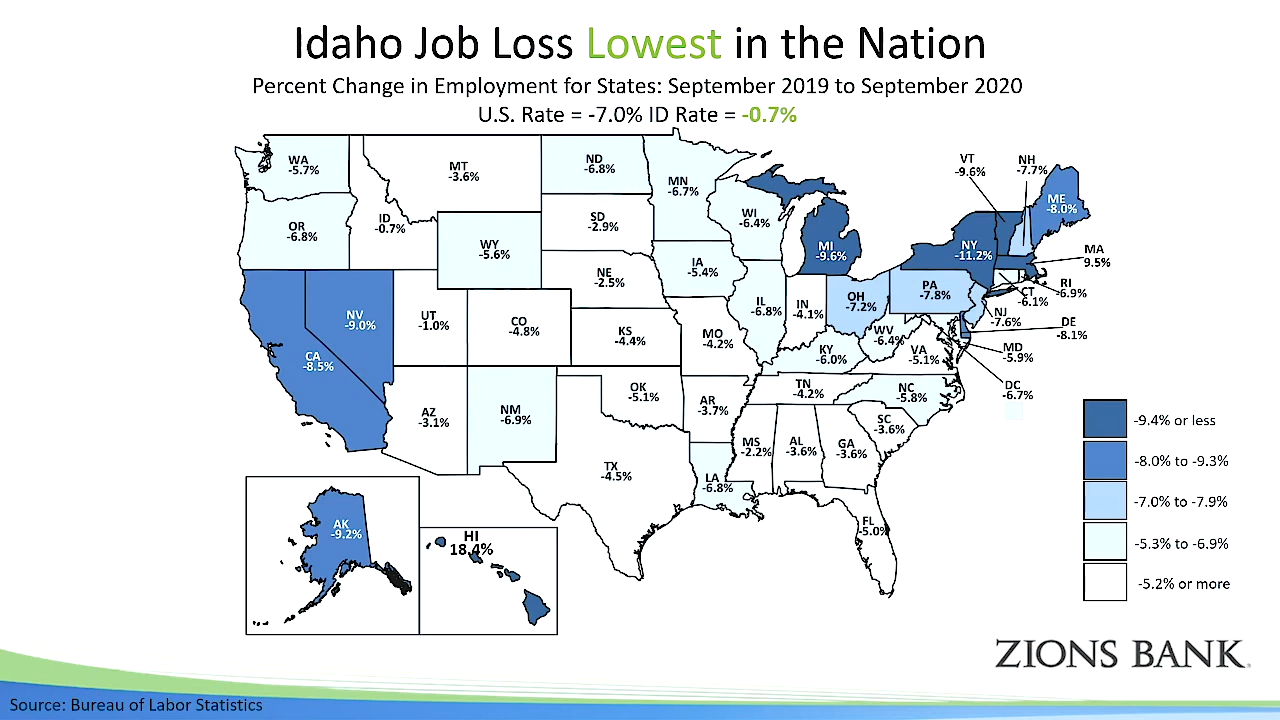 Idaho Job Loss Lowest in the Nation
Percent Change in Employment for States: September 2019 to September 2020
U.S. Rate = -7.0% ID Rate = -0.7%
WA
-5.7%
MT
-3.6%
ND
-6.8%
MN
-6.7%
VT
-9.6%
NH
-7.7%
ME
-8.0%
OR
-6.8%
ID
-0.7%
WY
-5.6%
SD
-2.9%
WI
-6.4%
MI
-9.6%
NY
-11.2%
MA
9.5%
NE
-2.5%
IA
-5.4%
PA
-7.8%
CT
-6.1%
RI
-6.9%
NV
-9.0%
UT
-1.0%
CO
-4.8%
KS
-4.4%
MO
-4.2%
IL
-6.8%
IN
-4.1%
OH
-7.2%
WV
-6.4%
VA
-5.1%
NJ
-7.6%
DE
-8.1%
MD
-5.9%
DC
-6.7%
CA
-8.5%
KY
-6.0%
AZ
-3.1%
NM
-6.9%
OK
-5.1%
AR
-3.7%
TN
-4.2%
NC
-5.8%
SC
-3.6%
TX
-4.5%
LA
-6.8%
MS
-2.2%
AL
-3.6%
GA
-3.6%
FL
-5.0%
AK
-9.2%
HI
18.4%
-9.4% or less
-8.0% to -9.3%
-7.0% to -7.9%
-5.3% to -6.9%
-5.2% or more
ZIONS BANK.
Source: Bureau of Labor Statistics